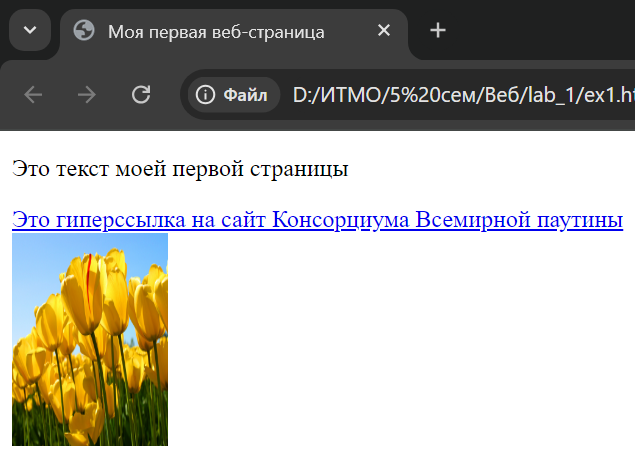 Моя первая веб-страница
Файл D:/ИТМО/5%20сем/Веб/lab_1/ex1.h
Это текст моей первой страницы
Это гиперссылка на сайт Консорциума Всемирной паутины